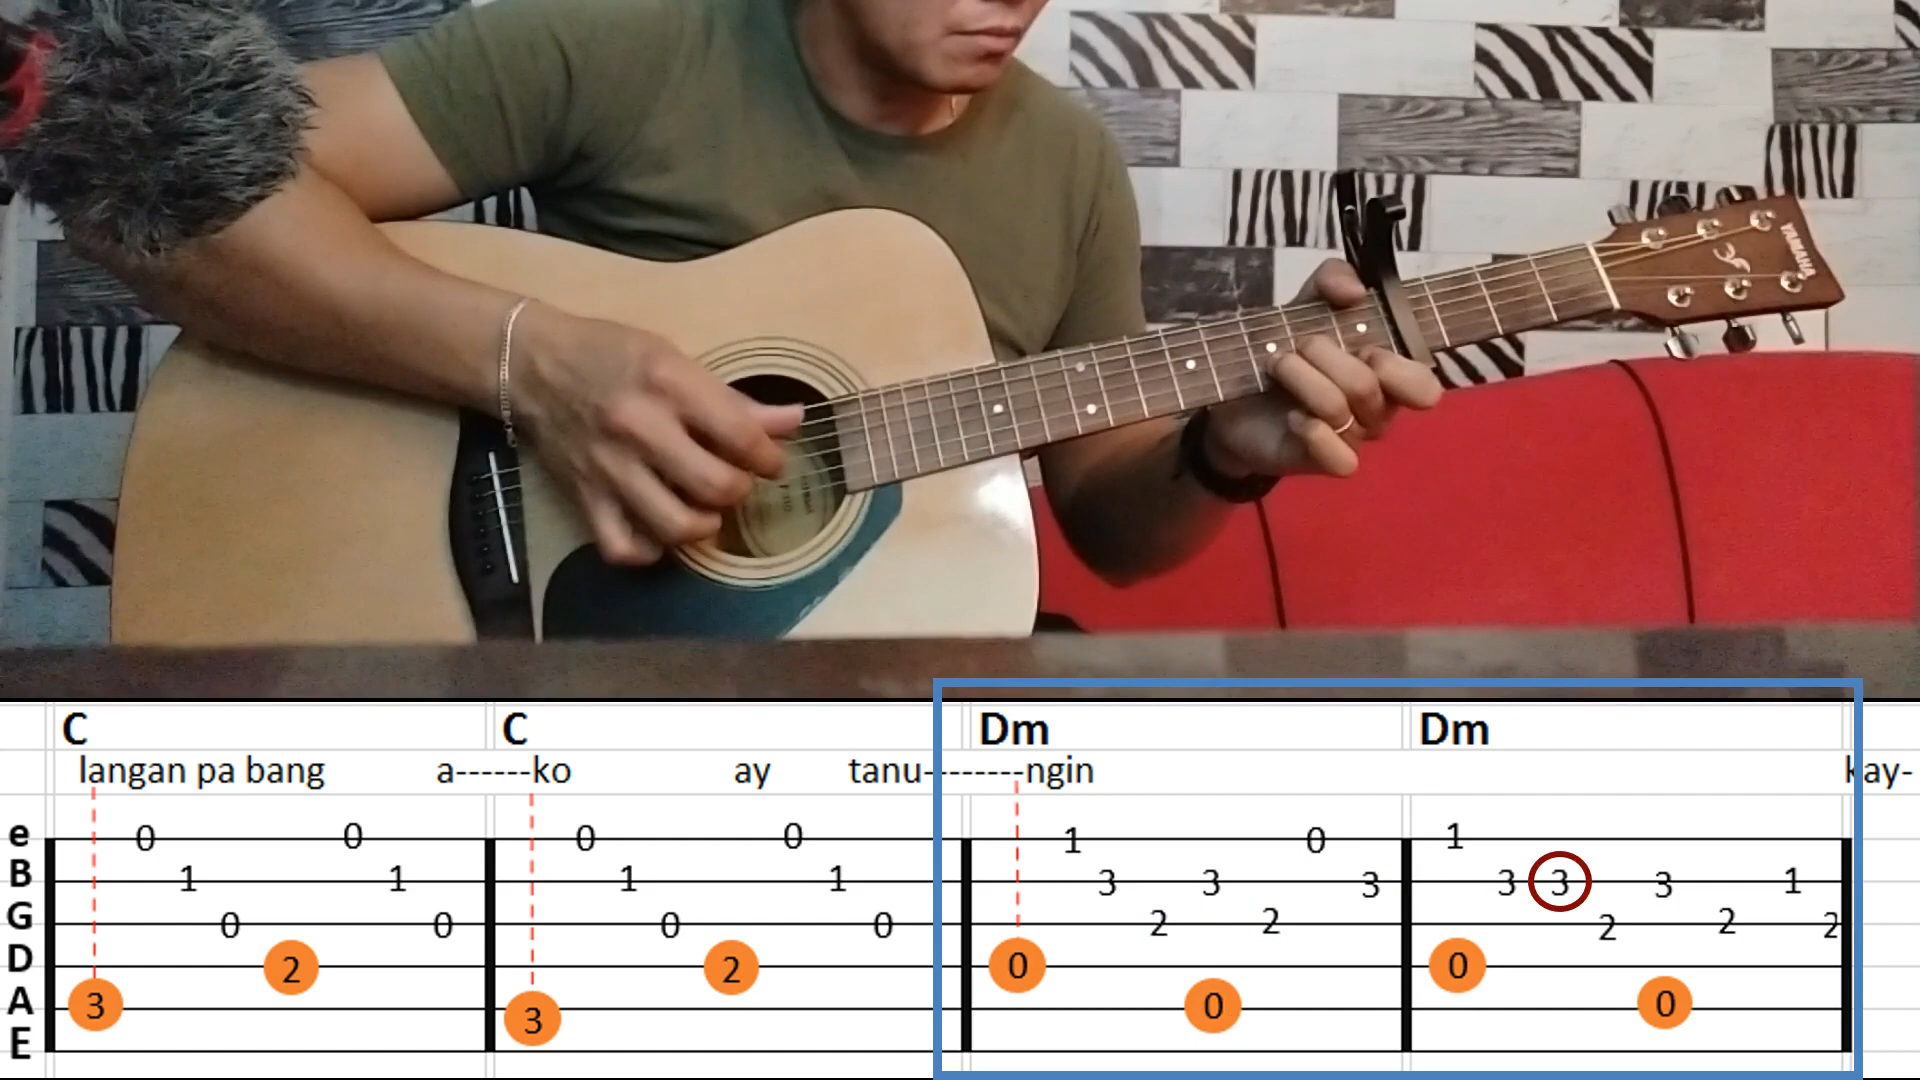 YAMAHA
C C Dm Dm
langan pa bang a------ko ay tanu--------ngin kay-
e 0 0 0 0 1 0 1
B 1 1 1 1 3 3 3 3 3 3 1
G 0 0 0 0 2 2 2 2 2
D 2 2 0 0
A 3 3 0 0
E